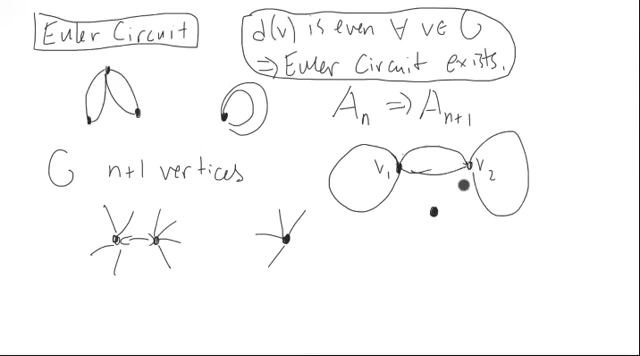 Euler Circuit
d(v) is even ∀ v∈ G
⇒ Euler Circuit exists.
Aₙ ⇒ Aₙ₊₁
G n+1 vertices
V₁ V₂